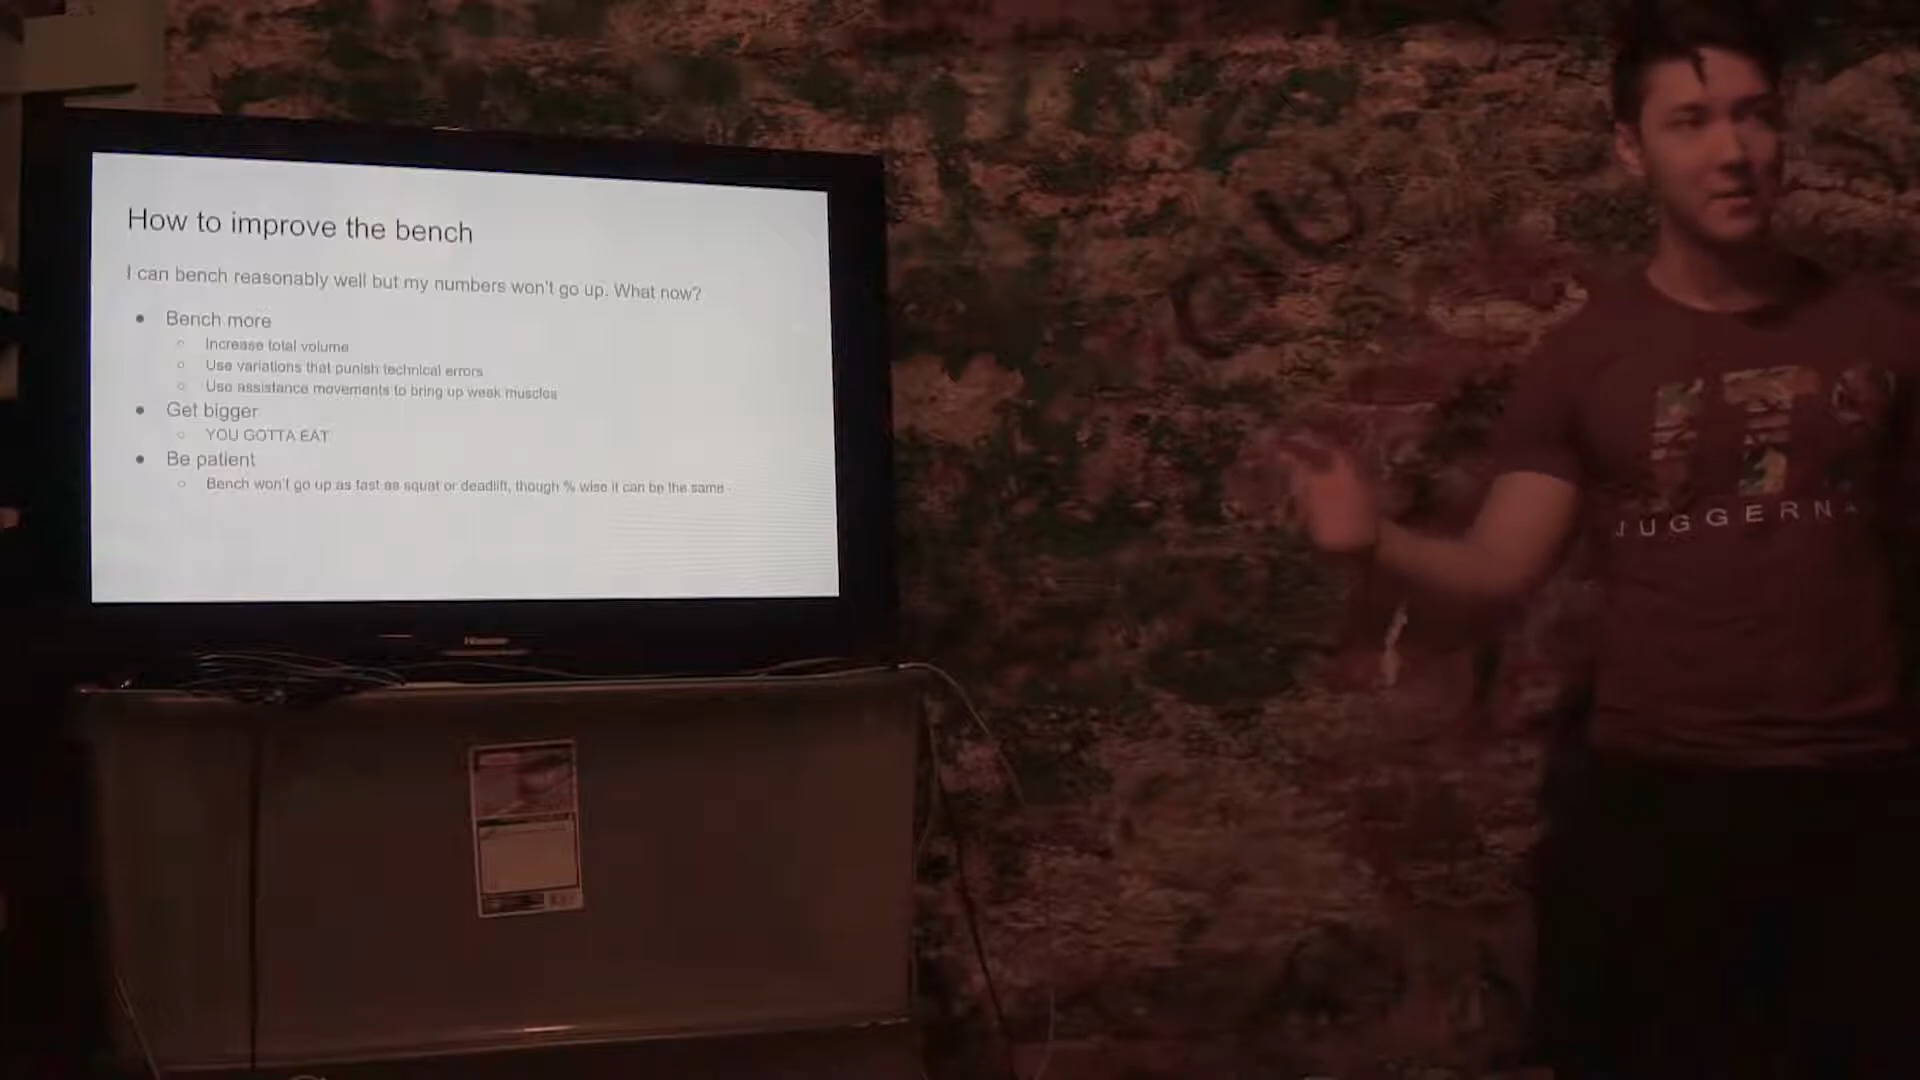 How to improve the bench
I can bench reasonably well but my numbers won't go up. What now?
● Bench more
○ Increase total volume
○ Use variations that punish technical errors
○ Use assistance movements to bring up weak muscles
● Get bigger
○ YOU GOTTA EAT
● Be patient
○ Bench won't go up as fast as squat or deadlift, though % wise it can be the same
Hisense
JUGGERN